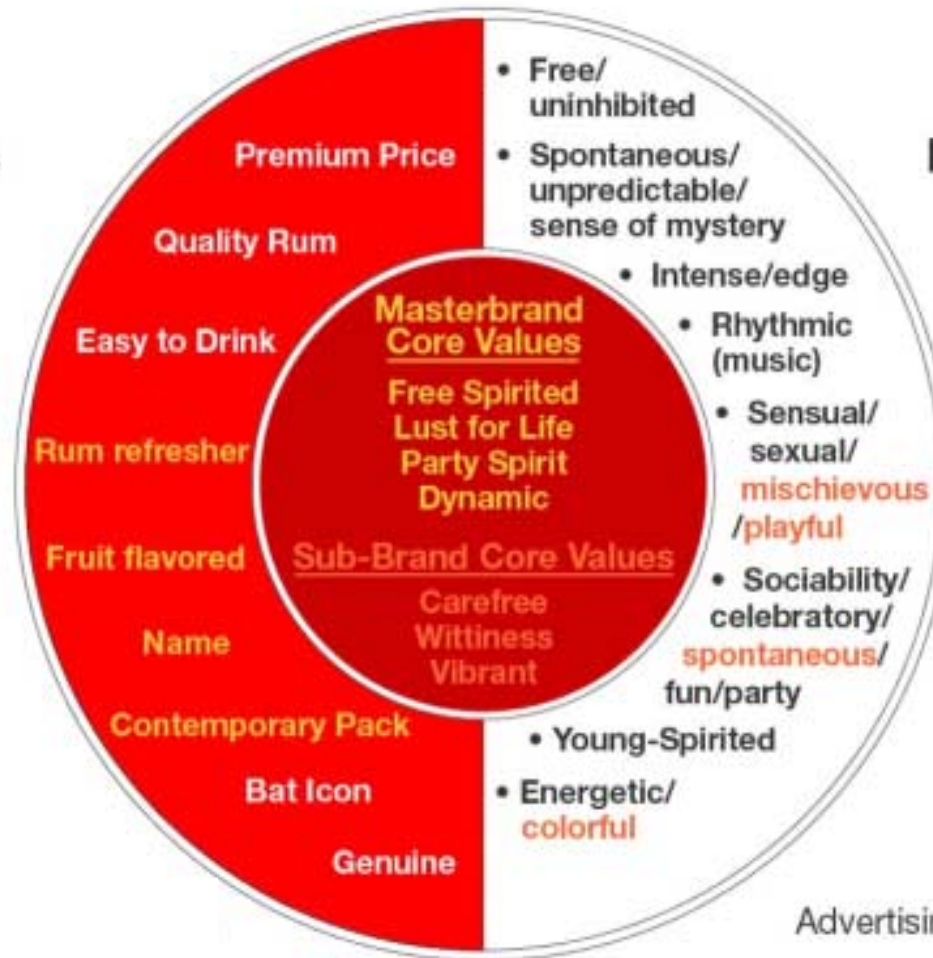 Premium Price
Quality Rum
Easy to Drink
Rum refresher
Fruit flavored
Name
Contemporary Pack
Bat Icon
Genuine
Masterbrand
Core Values
Free Spirited
Lust for Life
Party Spirit
Dynamic
Sub-Brand Core Values
Carefree
Wittiness
Vibrant
• Free/
uninhibited
• Spontaneous/
unpredictable/
sense of mystery
• Intense/edge
• Rhythmic
(music)
• Sensual/
sexual/
mischievous
/playful
• Sociability/
celebratory/
spontaneous/
fun/party
• Young-Spirited
• Energetic/
colorful
Advertisin